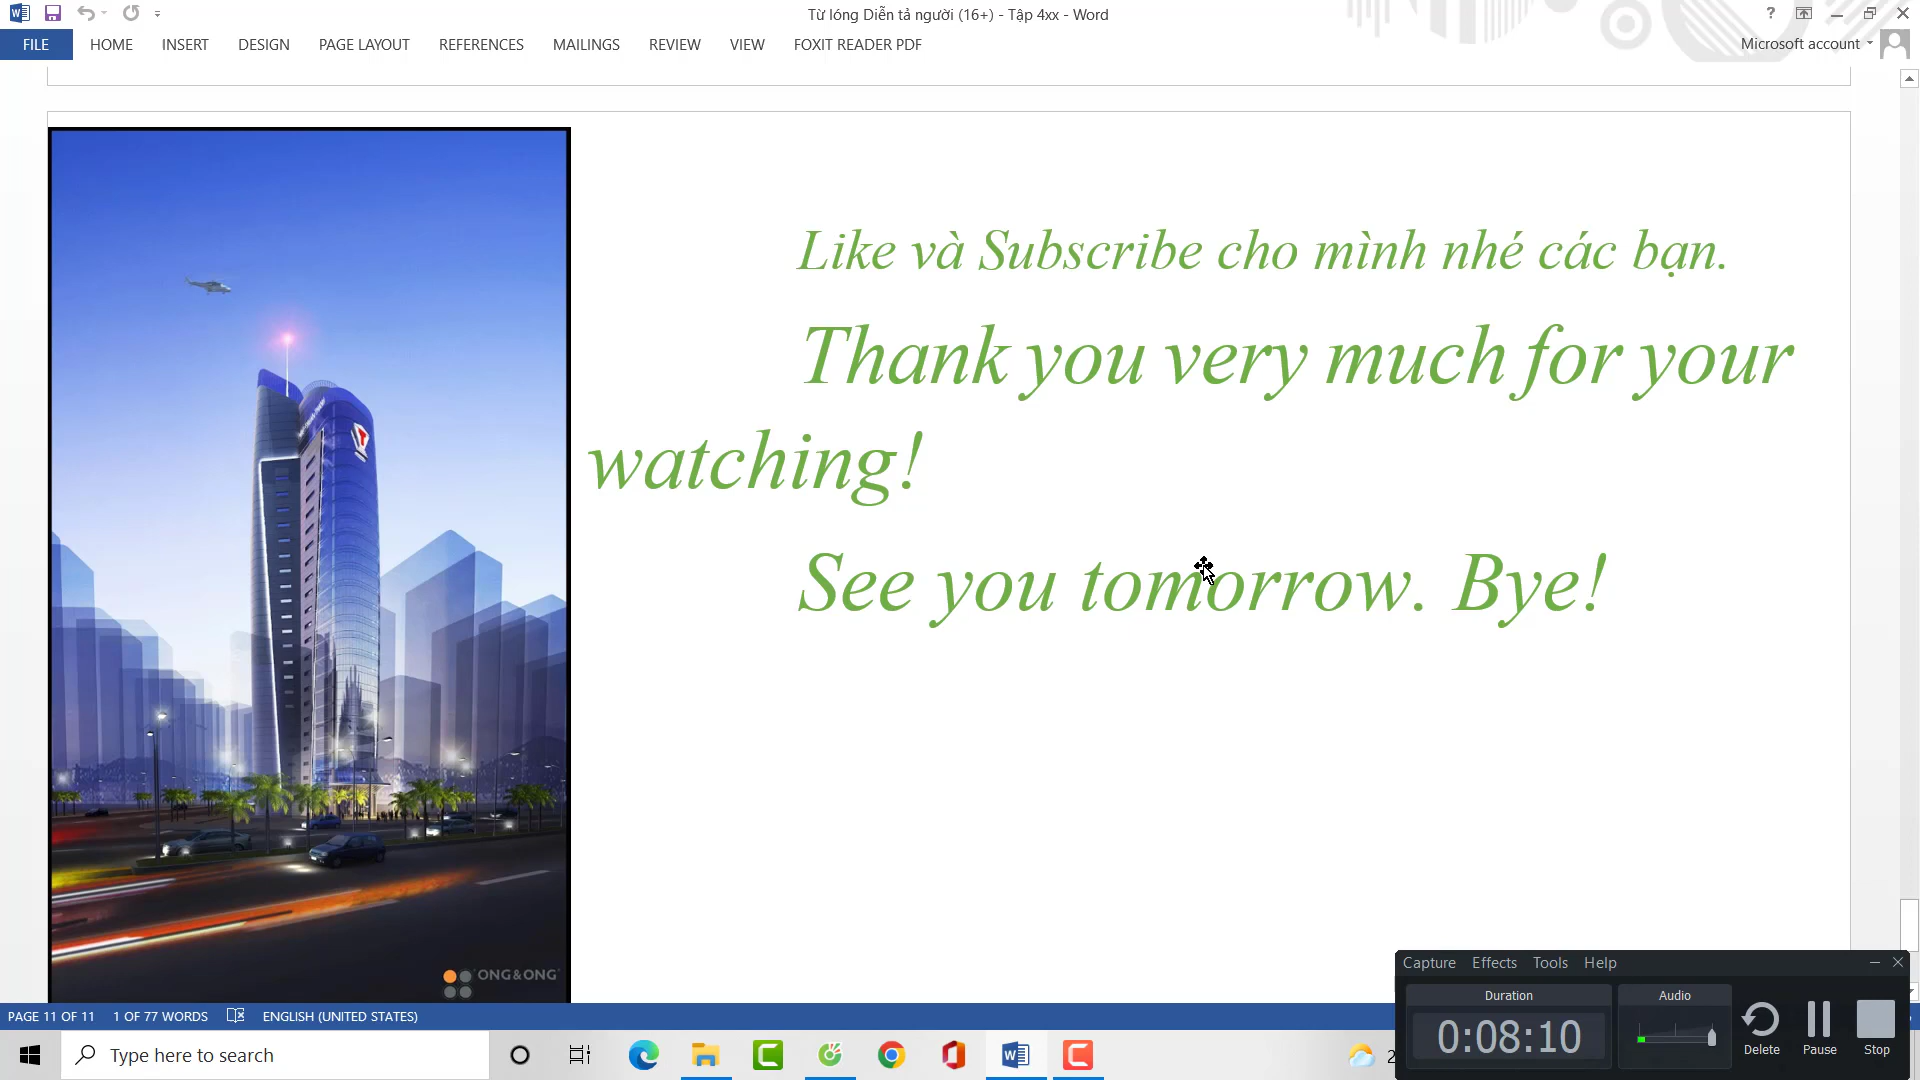 Từ lóng Diễn tả người (16+) - Tập 4xx - Word
?
FILE HOME INSERT DESIGN PAGE LAYOUT REFERENCES MAILINGS REVIEW VIEW FOXIT READER PDF
Microsoft account
Like và Subscribe cho mình nhé các bạn.
Thank you very much for your
watching!
See you tomorrow. Bye!
ONG&ONG
Capture Effects Tools Help
Duration
Audio
0:08:10
Delete Pause Stop
PAGE 11 OF 11 1 OF 77 WORDS ENGLISH (UNITED STATES)
Type here to search